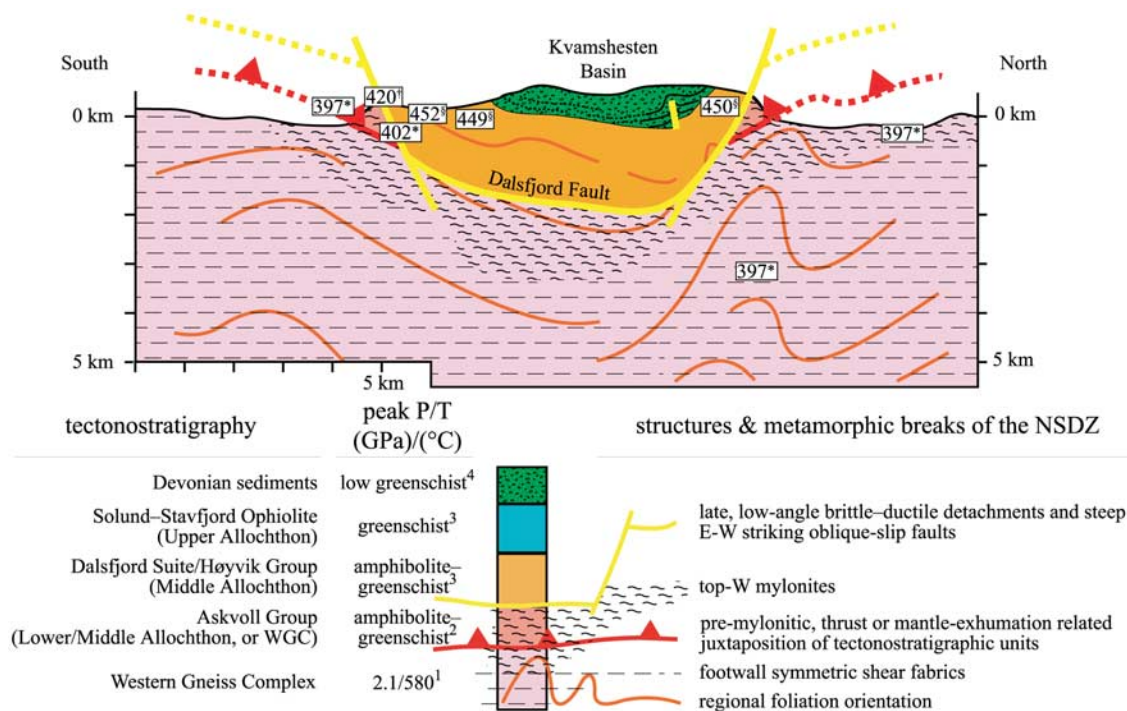 Kvamshesten
Basin
South
North
0 km
397*
420†
452§
449§
402*
450§
397*
0 km
Dalsfjord Fault
397*
5 km
5 km
5 km
tectonostratigraphy
peak P/T
(GPa)/(°C)
structures & metamorphic breaks of the NSDZ
Devonian sediments
low greenschist4
Solund–Stavfjord Ophiolite
(Upper Allochthon)
greenschist3
Dalsfjord Suite/Høyvik Group
(Middle Allochthon)
amphibolite–
greenschist3
Askvoll Group
(Lower/Middle Allochthon, or WGC)
amphibolite–
greenschist2
Western Gneiss Complex
2.1/5801
late, low-angle brittle–ductile detachments and steep
E-W striking oblique-slip faults
top-W mylonites
pre-mylonitic, thrust or mantle-exhumation related
juxtaposition of tectonostratigraphic units
footwall symmetric shear fabrics
regional foliation orientation